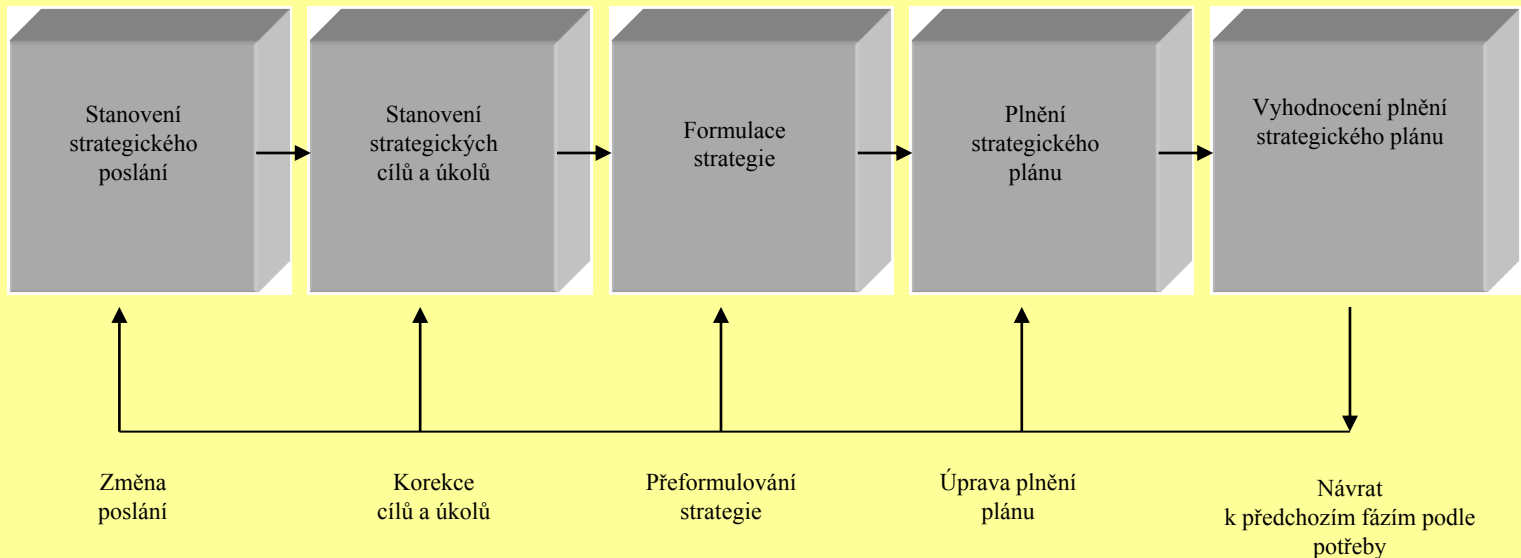 Stanovení
strategického
poslání
Stanovení
strategických
cílů a úkolů
Formulace
strategie
Plnění
strategického
plánu
Vyhodnocení plnění
strategického plánu
Změna
poslání
Korekce
cílů a úkolů
Přeformulování
strategie
Úprava plnění
plánu
Návrat
k předchozím fázím podle
potřeby